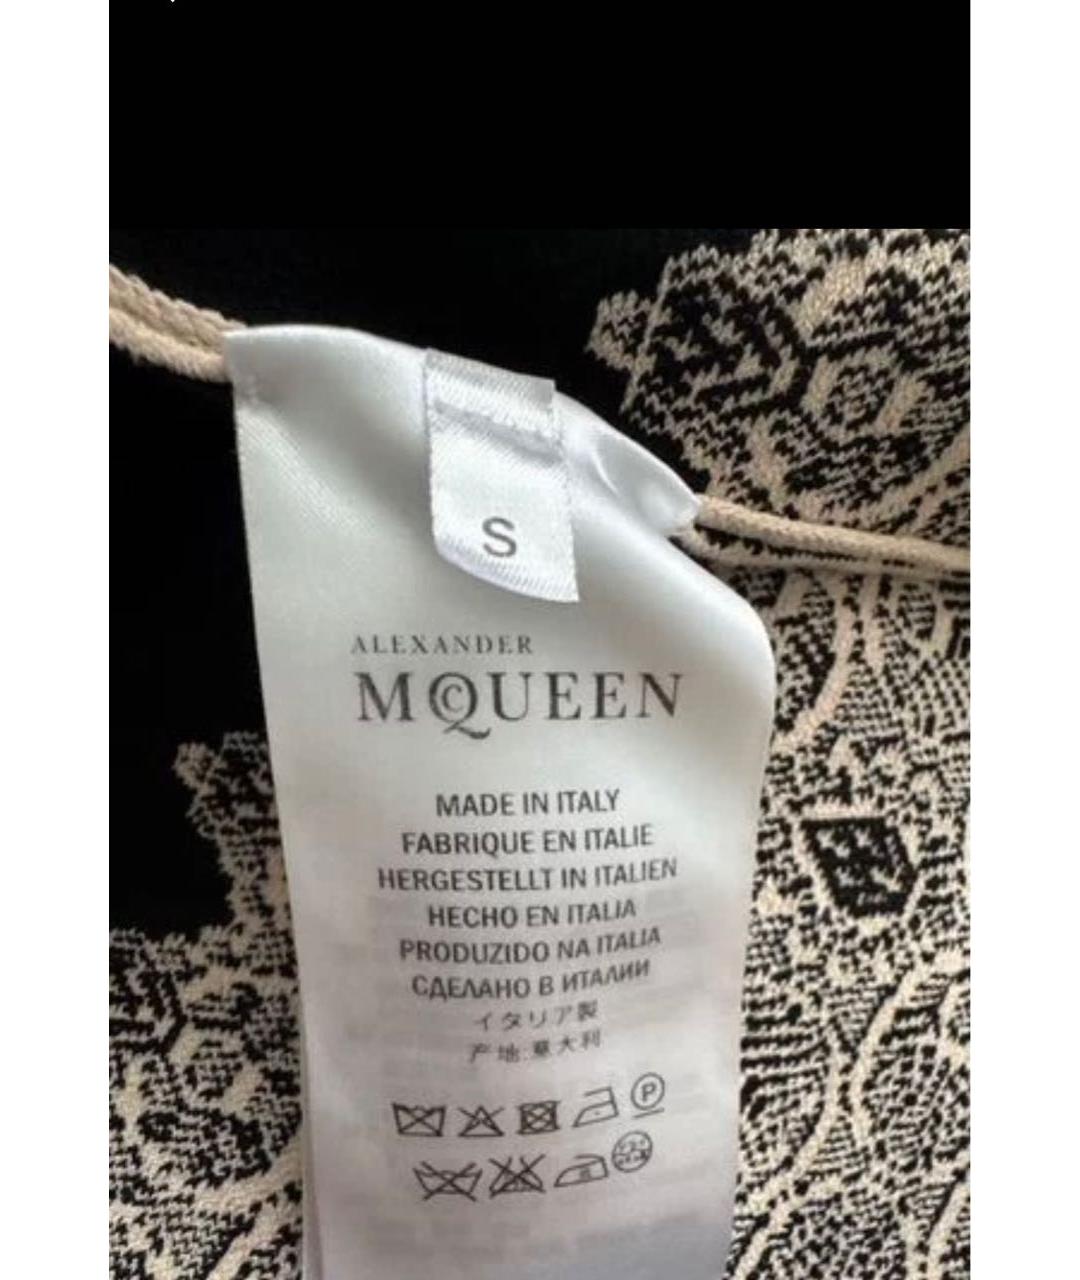 S
ALEXANDER
McQUEEN
MADE IN ITALY
FABRIQUE EN ITALIE
HERGESTELLT IN ITALIEN
HECHO EN ITALIA
PRODUZIDO NA ITALIA
СДЕЛАНО В ИТАЛИИ
イタリア製
产地:意大利
P